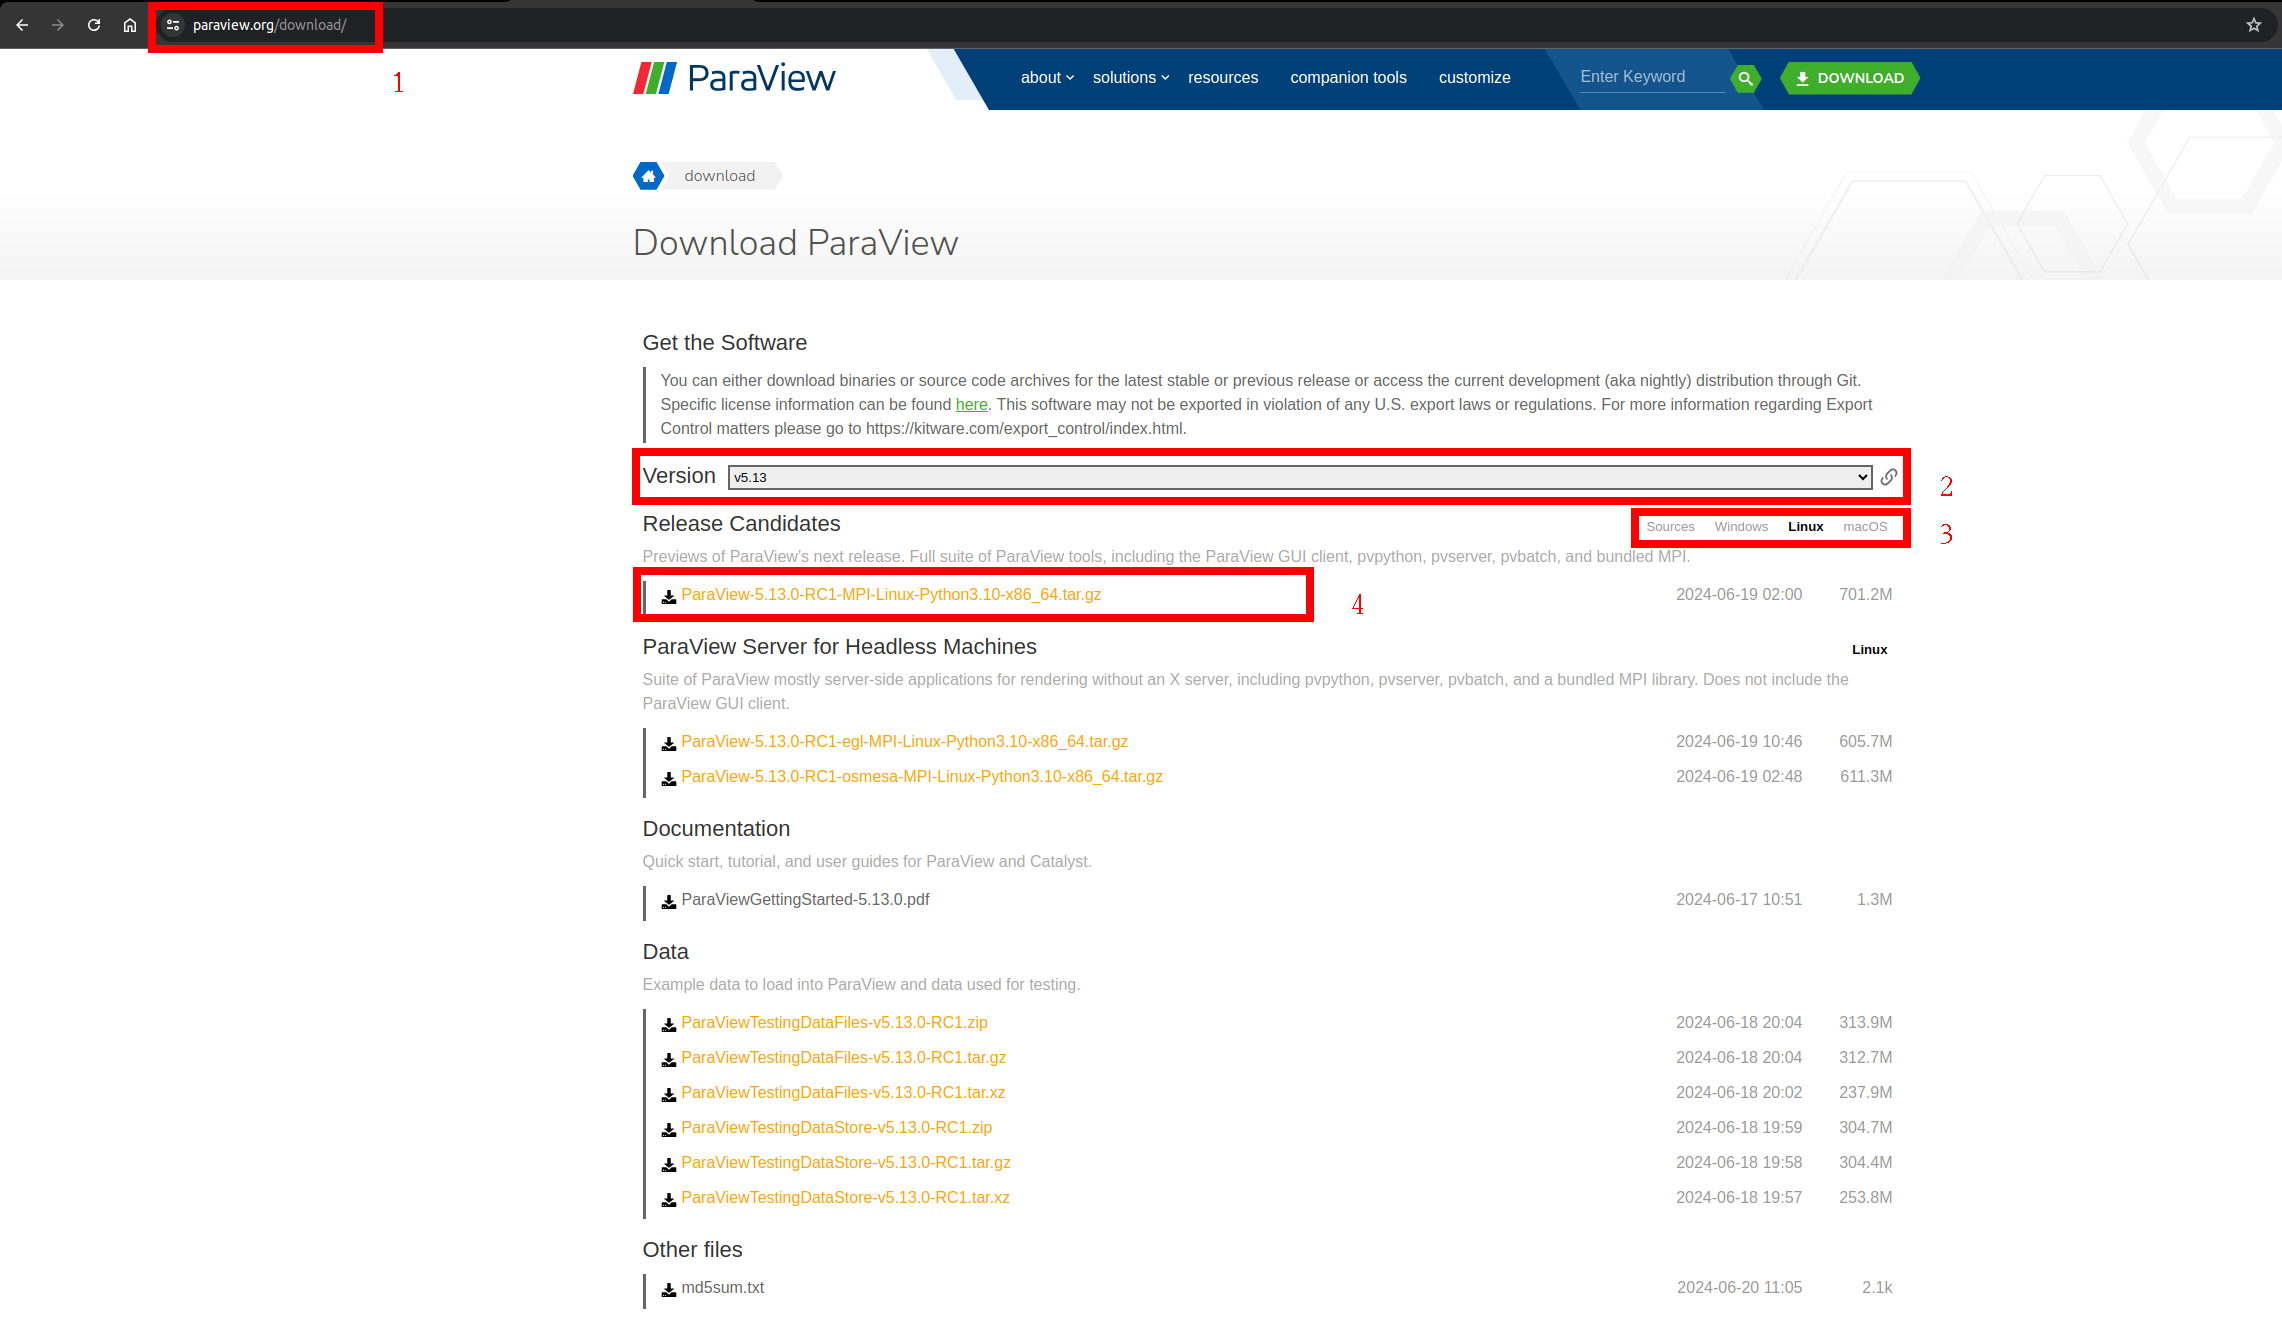 paraview.org/download/
1
ParaView
about solutions resources companion tools customize Enter Keyword DOWNLOAD
download
Download ParaView
Get the Software
You can either download binaries or source code archives for the latest stable or previous release or access the current development (aka nightly) distribution through Git.
Specific license information can be found here. This software may not be exported in violation of any U.S. export laws or regulations. For more information regarding Export
Control matters please go to https://kitware.com/export_control/index.html.
Version v5.13
2
Release Candidates Sources Windows Linux macOS
3
Previews of ParaView's next release. Full suite of ParaView tools, including the ParaView GUI client, pvpython, pvserver, pvbatch, and bundled MPI.
ParaView-5.13.0-RC1-MPI-Linux-Python3.10-x86_64.tar.gz 2024-06-19 02:00 701.2M
4
ParaView Server for Headless Machines Linux
Suite of ParaView mostly server-side applications for rendering without an X server, including pvpython, pvserver, pvbatch, and a bundled MPI library. Does not include the
ParaView GUI client.
ParaView-5.13.0-RC1-egl-MPI-Linux-Python3.10-x86_64.tar.gz 2024-06-19 10:46 605.7M
ParaView-5.13.0-RC1-osmesa-MPI-Linux-Python3.10-x86_64.tar.gz 2024-06-19 02:48 611.3M
Documentation
Quick start, tutorial, and user guides for ParaView and Catalyst.
ParaViewGettingStarted-5.13.0.pdf 2024-06-17 10:51 1.3M
Data
Example data to load into ParaView and data used for testing.
ParaViewTestingDataFiles-v5.13.0-RC1.zip 2024-06-18 20:04 313.9M
ParaViewTestingDataFiles-v5.13.0-RC1.tar.gz 2024-06-18 20:04 312.7M
ParaViewTestingDataFiles-v5.13.0-RC1.tar.xz 2024-06-18 20:02 237.9M
ParaViewTestingDataStore-v5.13.0-RC1.zip 2024-06-18 19:59 304.7M
ParaViewTestingDataStore-v5.13.0-RC1.tar.gz 2024-06-18 19:58 304.4M
ParaViewTestingDataStore-v5.13.0-RC1.tar.xz 2024-06-18 19:57 253.8M
Other files
md5sum.txt 2024-06-20 11:05 2.1k